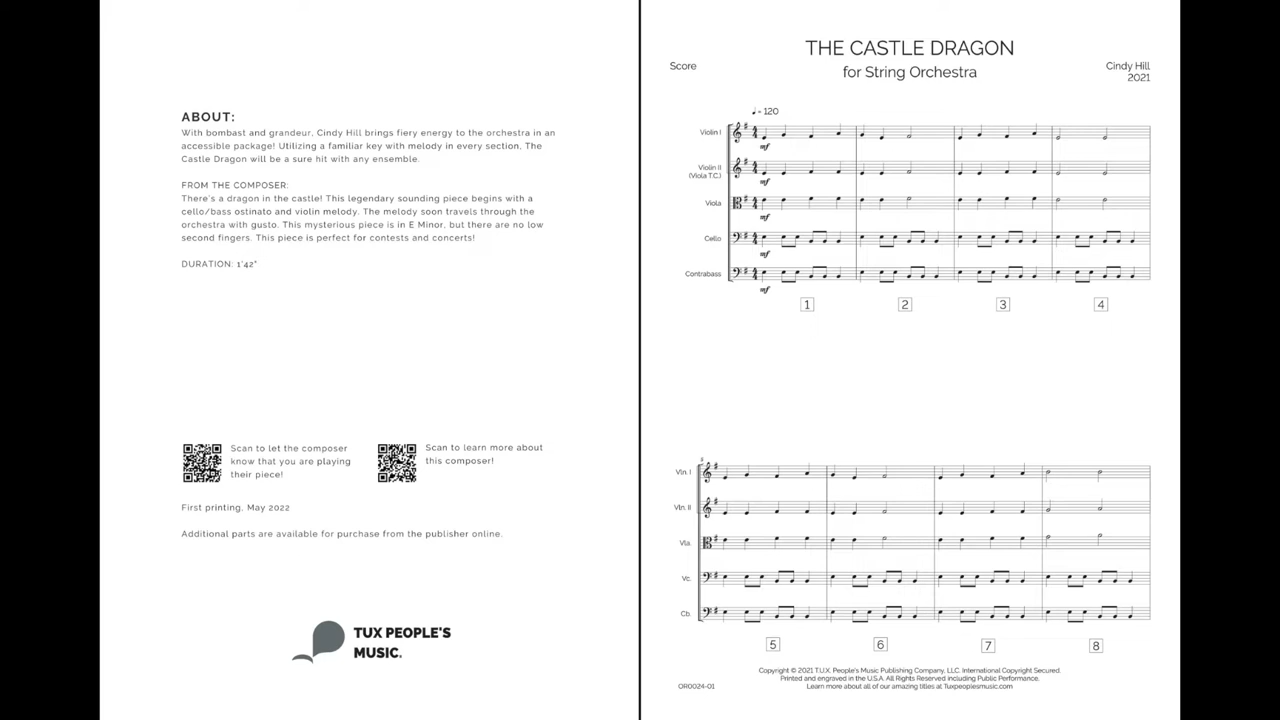 ABOUT:
With bombast and grandeur, Cindy Hill brings fiery energy to the orchestra in an
accessible package! Utilizing a familiar key with melody in every section, The
Castle Dragon will be a sure hit with any ensemble.
FROM THE COMPOSER:
There's a dragon in the castle! This legendary sounding piece begins with a
cello/bass ostinato and violin melody. The melody soon travels through the
orchestra with gusto. This mysterious piece is in E Minor, but there are no low
second fingers. This piece is perfect for contests and concerts!
DURATION: 1'42"
Scan to let the composer
know that you are playing
their piece!
Scan to learn more about
this composer!
First printing, May 2022
Additional parts are available for purchase from the publisher online.
TUX PEOPLE'S
MUSIC.
THE CASTLE DRAGON
for String Orchestra
Score
Cindy Hill
2021
♩ = 120
Violin I
mf
Violin II
(Viola T.C.)
mf
Viola
mf
Cello
mf
Contrabass
mf
1 2 3 4
5
Vln. I
Vln. II
Vla.
Vc.
Cb.
5 6 7 8
Copyright © 2021 T.U.X. People's Music Publishing Company, LLC. International Copyright Secured.
Printed and engraved in the U.S.A. All Rights Reserved including Public Performance.
OR0024-01
Learn more about all of our amazing titles at Tuxpeoplesmusic.com